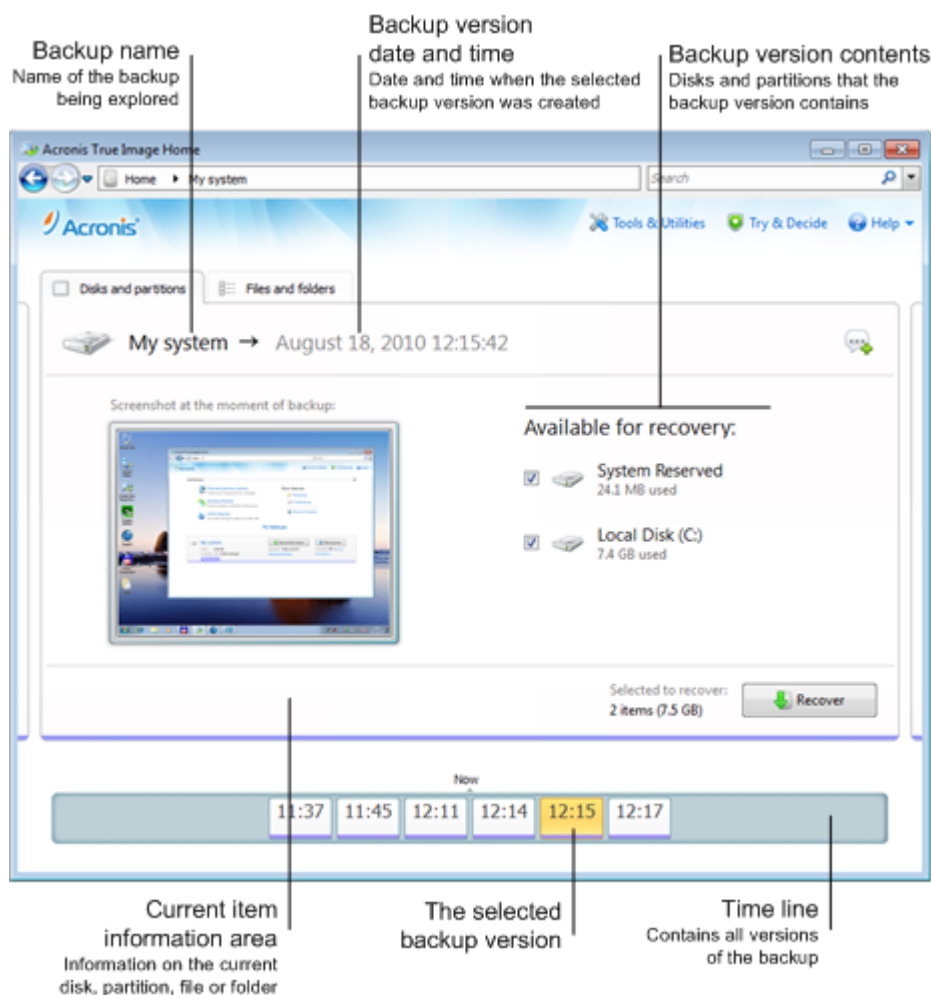 Backup name
Name of the backup
being explored
Backup version
date and time
Date and time when the selected
backup version was created
Backup version contents
Disks and partitions that the
backup version contains
Acronis True Image Home
Home ▸ My system
Search
Acronis
Tools & Utilities
Try & Decide
Help
Disks and partitions
Files and folders
My system → August 18, 2010 12:15:42
Screenshot at the moment of backup:
Available for recovery:
System Reserved
24.1 MB used
Local Disk (C:)
7.4 GB used
Selected to recover:
2 items (7.5 GB)
Recover
Now
11:37 11:45 12:11 12:14 12:15 12:17
Current item
information area
Information on the current
disk, partition, file or folder
The selected
backup version
Time line
Contains all versions
of the backup